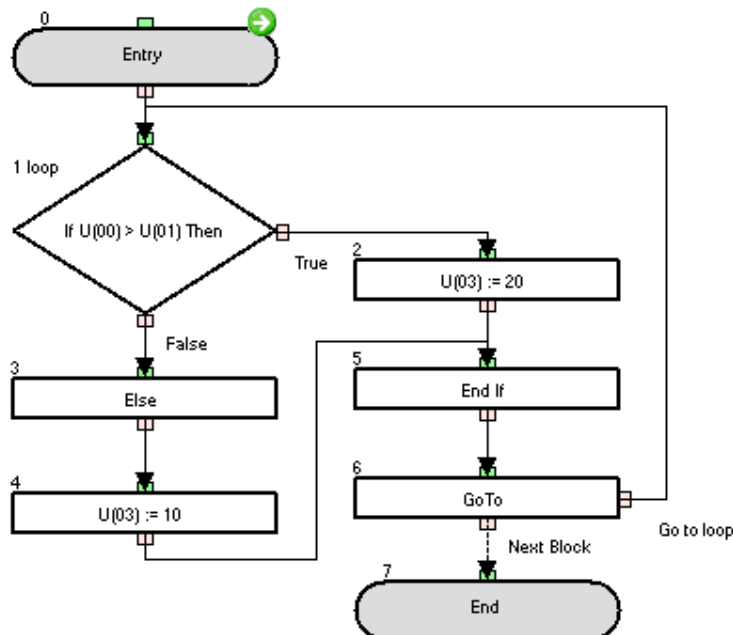 0
Entry
1 loop
If U(00) > U(01) Then
True
2
U(03) := 20
False
3
Else
5
End If
4
U(03) := 10
6
GoTo
Go to loop
Next Block
7
End